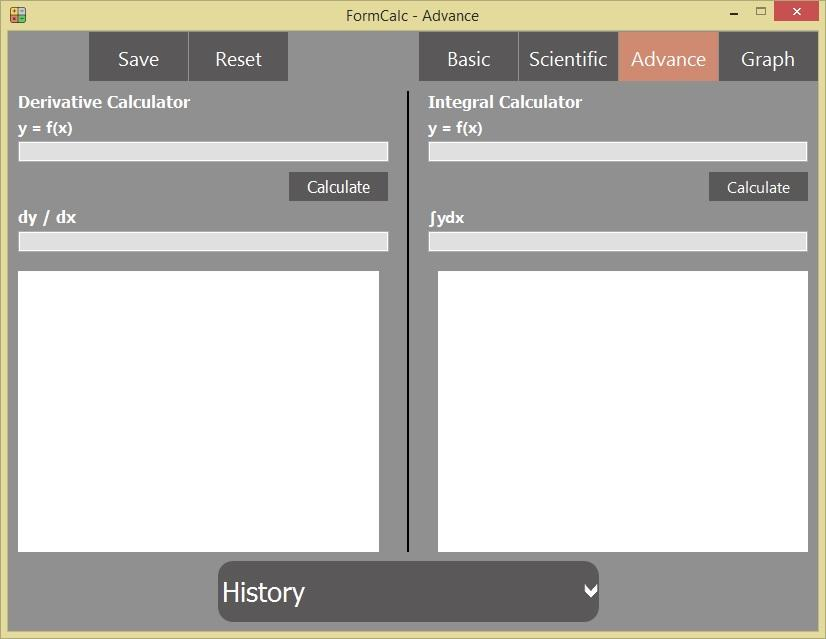 FormCalc - Advance
Save Reset Basic Scientific Advance Graph
Derivative Calculator
y = f(x)
Calculate
dy / dx
Integral Calculator
y = f(x)
Calculate
∫ydx
History